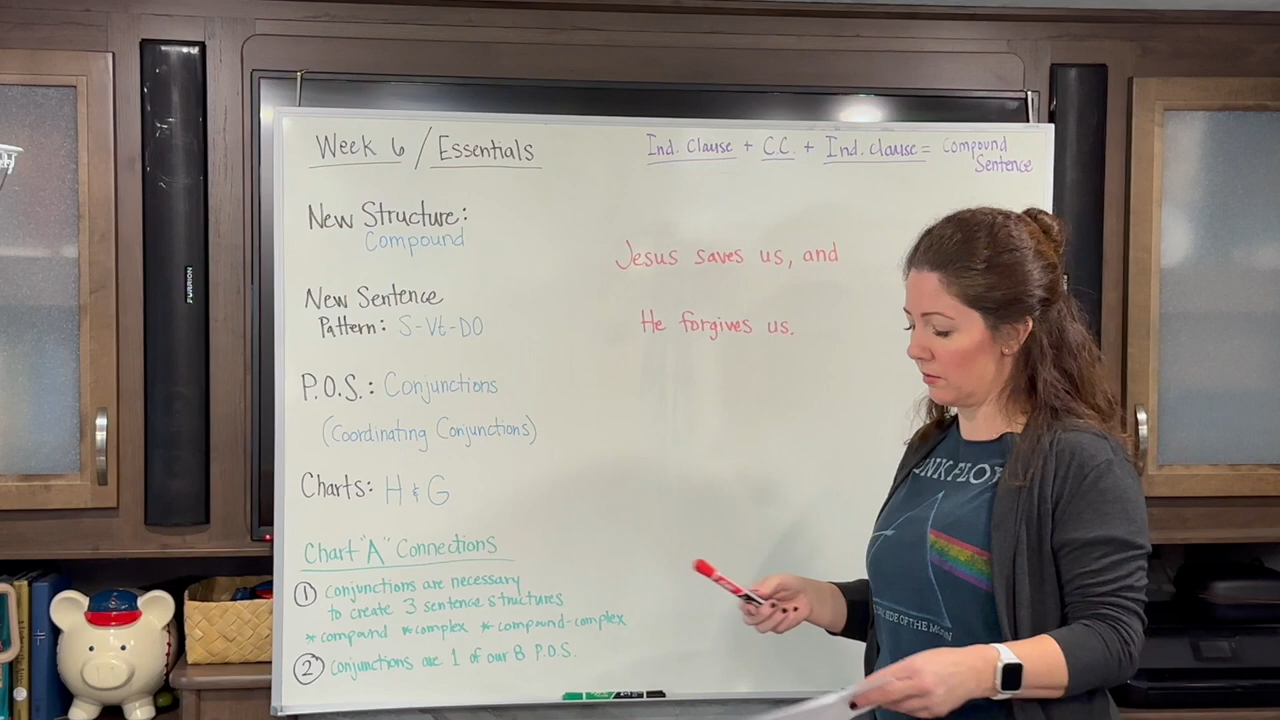 Week 6 / Essentials
Ind. Clause + C.C. + Ind. clause = Compound
Sentence
New Structure:
Compound
Jesus saves us, and
He forgives us.
New Sentence
Pattern: S-Vt-DO
P.O.S.: Conjunctions
(Coordinating Conjunctions)
Charts: H & G
Chart "A" Connections
1 conjunctions are necessary
to create 3 sentence structures
* compound * complex * compound-complex
2 conjunctions are 1 of our 8 P.O.S.
FURRION
NK FLOY
DE OF THE MOON